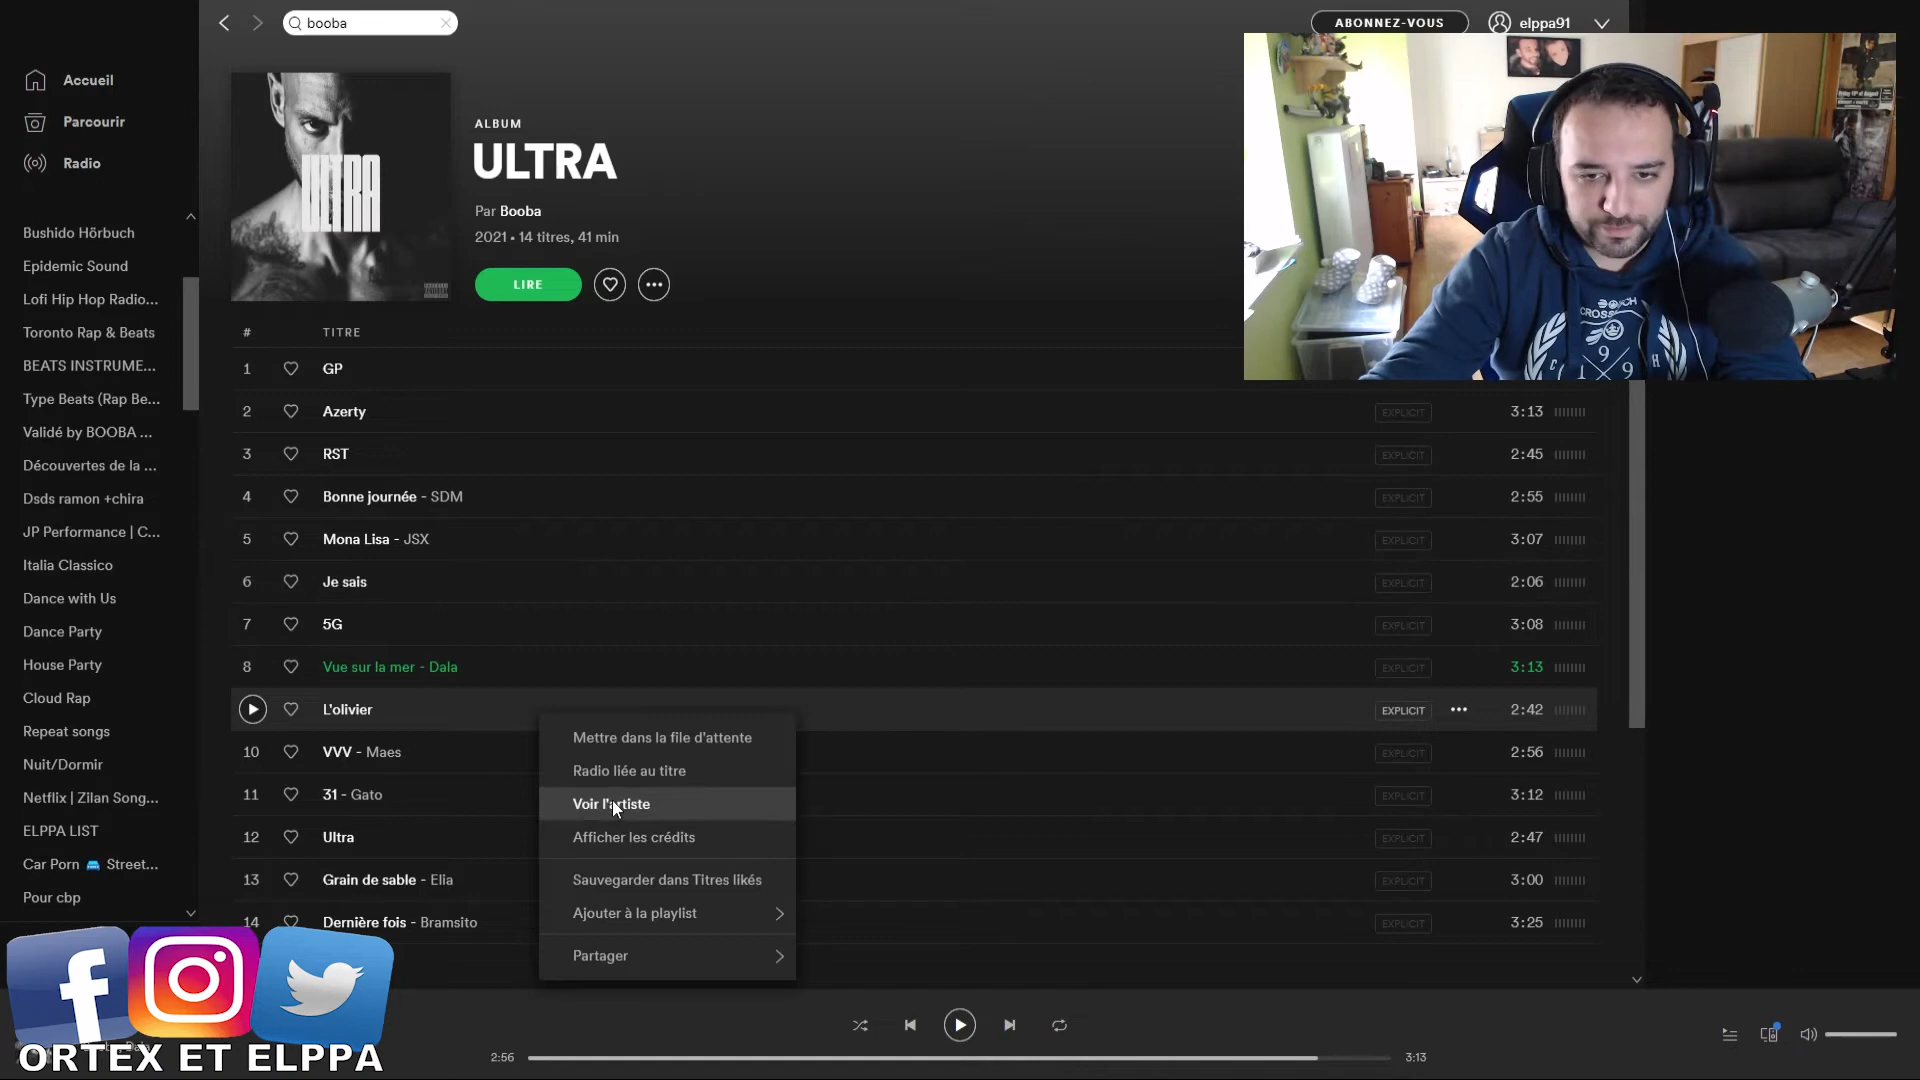 booba
ABONNEZ-VOUS
elppa91
Accueil
Parcourir
Radio
Bushido Hörbuch
Epidemic Sound
Lofi Hip Hop Radio...
Toronto Rap & Beats
BEATS INSTRUME...
Type Beats (Rap Be...
Validé by BOOBA ...
Découvertes de la ...
Dsds ramon +chira
JP Performance | C...
Italia Classico
Dance with Us
Dance Party
House Party
Cloud Rap
Repeat songs
Nuit/Dormir
Netflix | Zilan Song...
ELPPA LIST
Car Porn 🚘 Street...
Pour cbp
ULTRA
ALBUM
ULTRA
Par Booba
2021 • 14 titres, 41 min
LIRE
# TITRE
1 GP
2 Azerty EXPLICIT 3:13
3 RST EXPLICIT 2:45
4 Bonne journée - SDM EXPLICIT 2:55
5 Mona Lisa - JSX EXPLICIT 3:07
6 Je sais EXPLICIT 2:06
7 5G EXPLICIT 3:08
8 Vue sur la mer - Dala EXPLICIT 3:13
L'olivier EXPLICIT 2:42
10 VVV - Maes EXPLICIT 2:56
11 31 - Gato EXPLICIT 3:12
12 Ultra EXPLICIT 2:47
13 Grain de sable - Elia EXPLICIT 3:00
14 Dernière fois - Bramsito EXPLICIT 3:25
Mettre dans la file d'attente
Radio liée au titre
Voir l'artiste
Afficher les crédits
Sauvegarder dans Titres likés
Ajouter à la playlist
Partager
2:56
3:13
ORTEX ET ELPPA
CROSS
9
C H
1 9